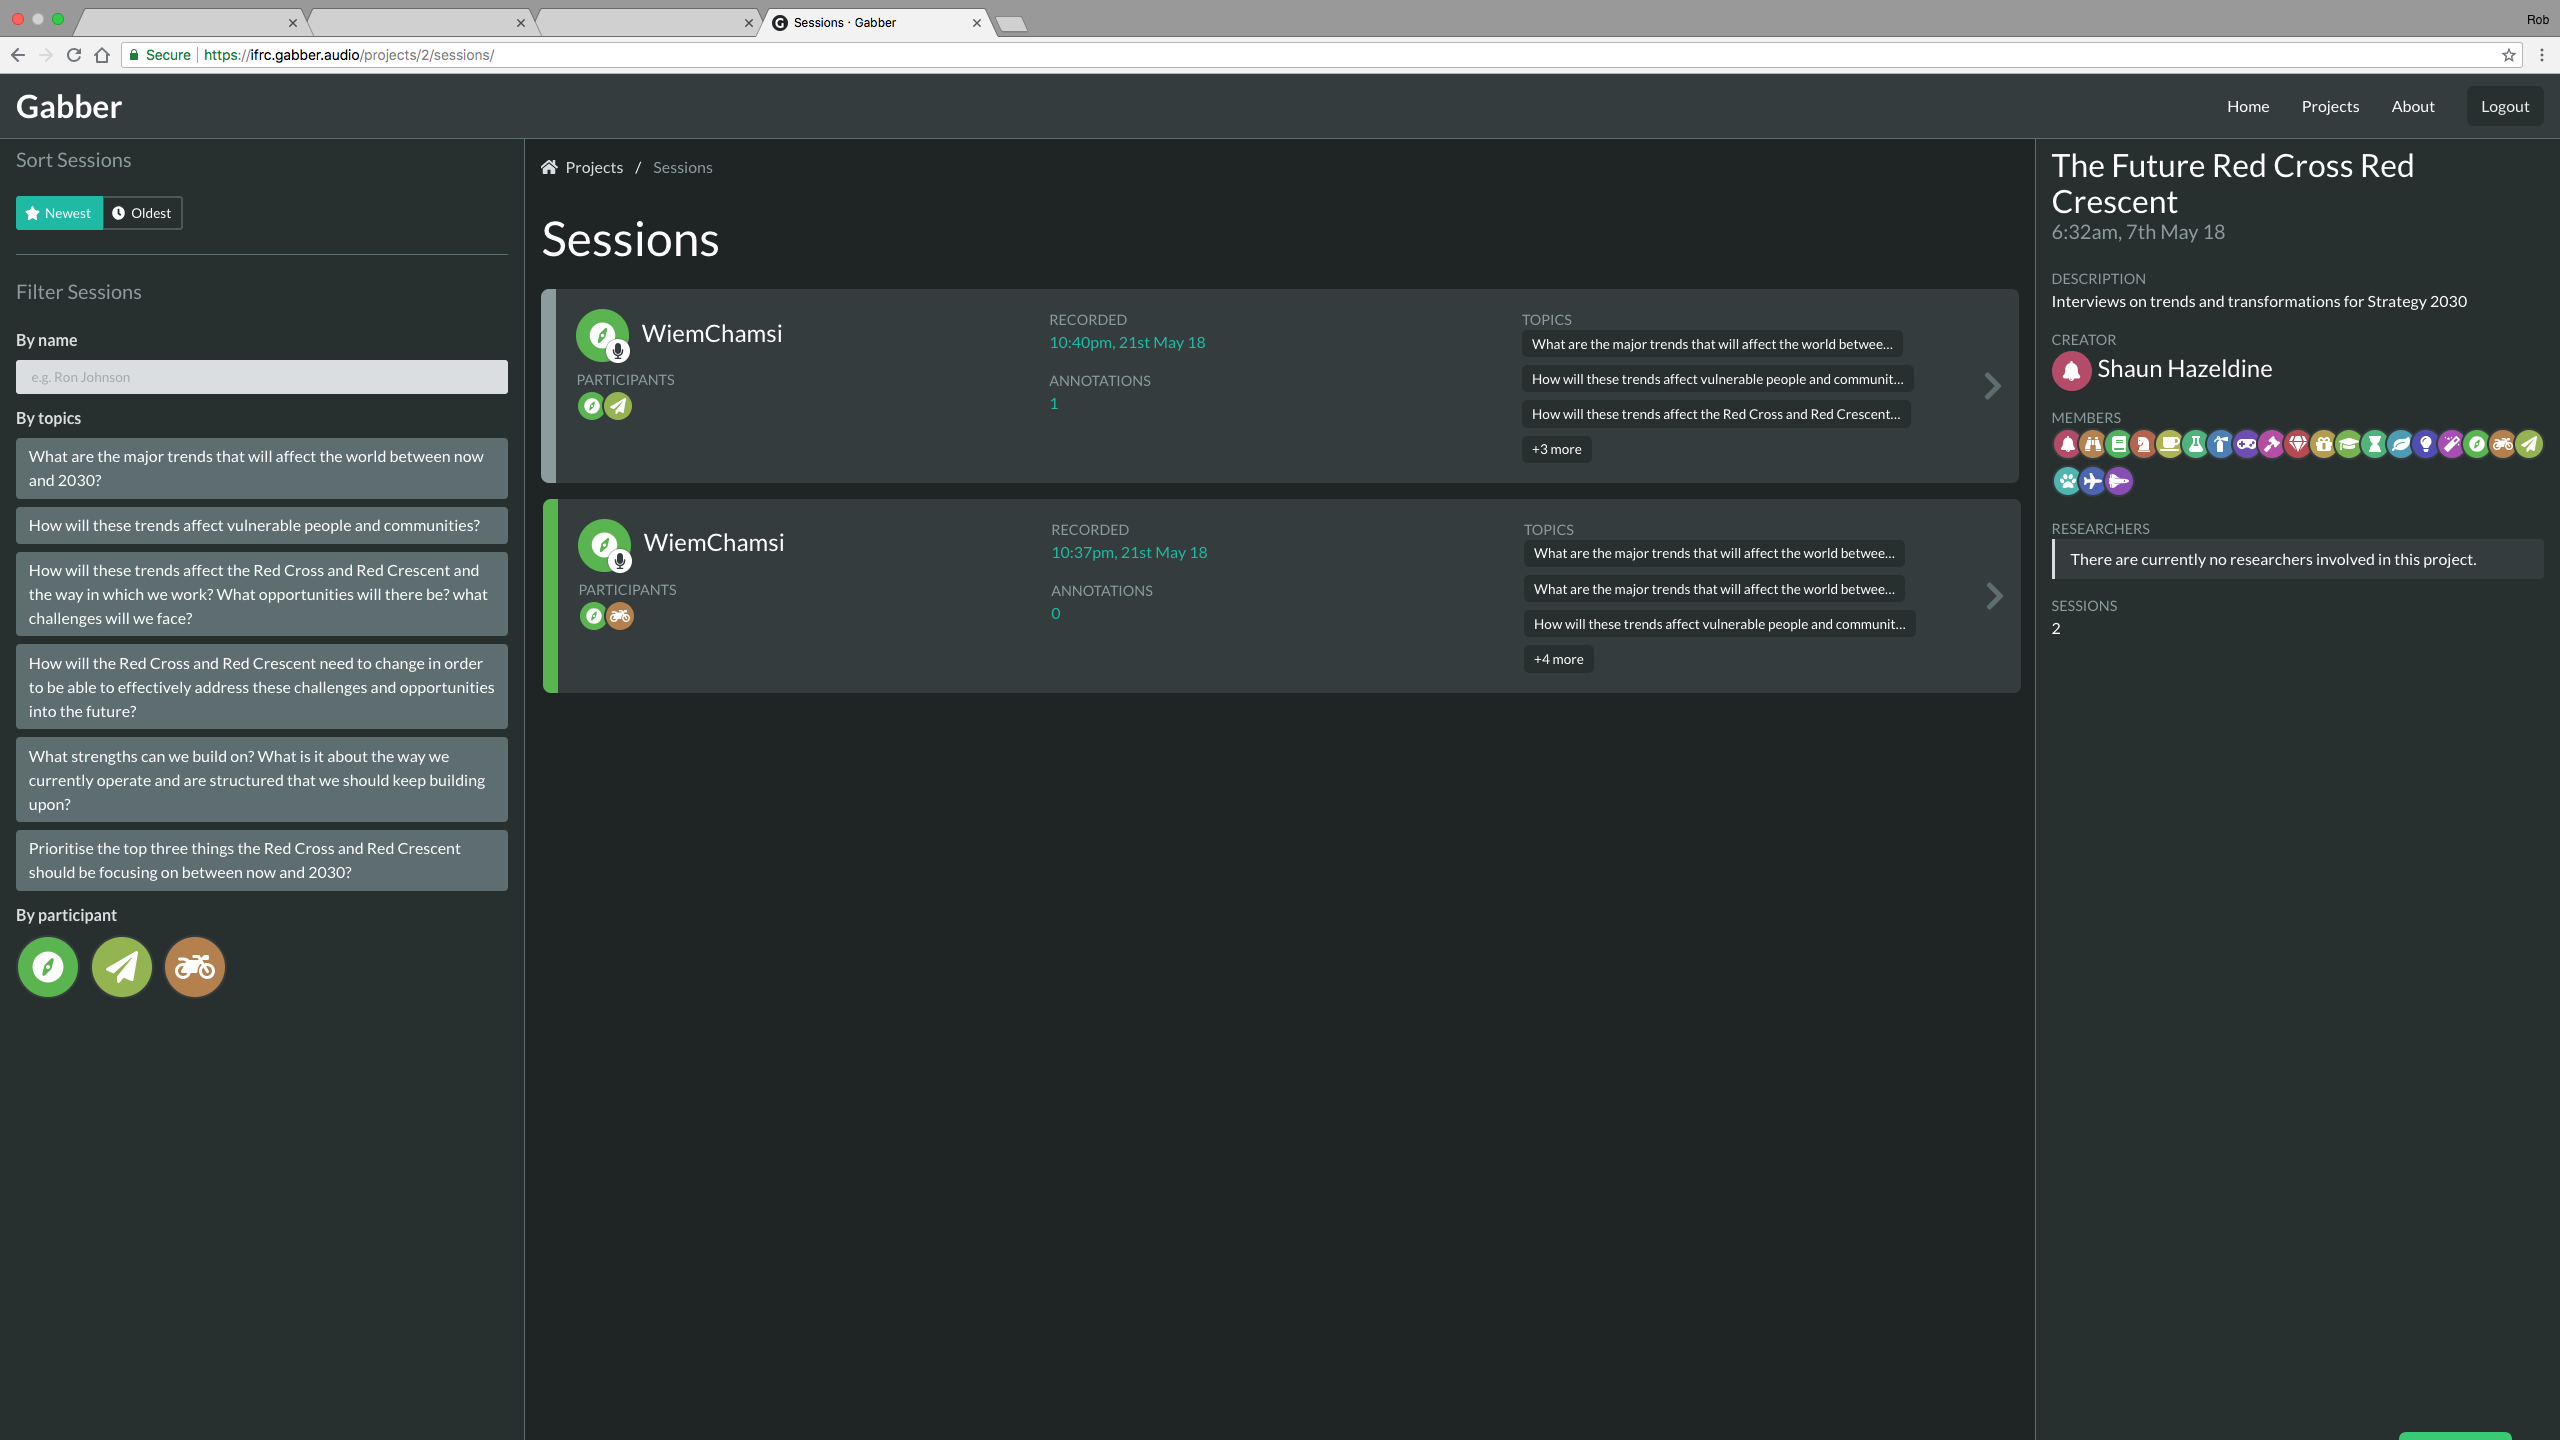 Sessions · Gabber
Rob
Secure
https://ifrc.gabber.audio/projects/2/sessions/
Gabber
Home
Projects
About
Logout
Sort Sessions
Newest
Oldest
Filter Sessions
By name
e.g. Ron Johnson
By topics
What are the major trends that will affect the world between now
and 2030?
How will these trends affect vulnerable people and communities?
How will these trends affect the Red Cross and Red Crescent and
the way in which we work? What opportunities will there be? what
challenges will we face?
How will the Red Cross and Red Crescent need to change in order
to be able to effectively address these challenges and opportunities
into the future?
What strengths can we build on? What is it about the way we
currently operate and are structured that we should keep building
upon?
Prioritise the top three things the Red Cross and Red Crescent
should be focusing on between now and 2030?
By participant
Projects / Sessions
Sessions
WiemChamsi
PARTICIPANTS
RECORDED
10:40pm, 21st May 18
ANNOTATIONS
1
TOPICS
What are the major trends that will affect the world betwee...
How will these trends affect vulnerable people and communit...
How will these trends affect the Red Cross and Red Crescent...
+3 more
WiemChamsi
PARTICIPANTS
RECORDED
10:37pm, 21st May 18
ANNOTATIONS
0
TOPICS
What are the major trends that will affect the world betwee...
What are the major trends that will affect the world betwee...
How will these trends affect vulnerable people and communit...
+4 more
The Future Red Cross Red
Crescent
6:32am, 7th May 18
DESCRIPTION
Interviews on trends and transformations for Strategy 2030
CREATOR
Shaun Hazeldine
MEMBERS
RESEARCHERS
There are currently no researchers involved in this project.
SESSIONS
2